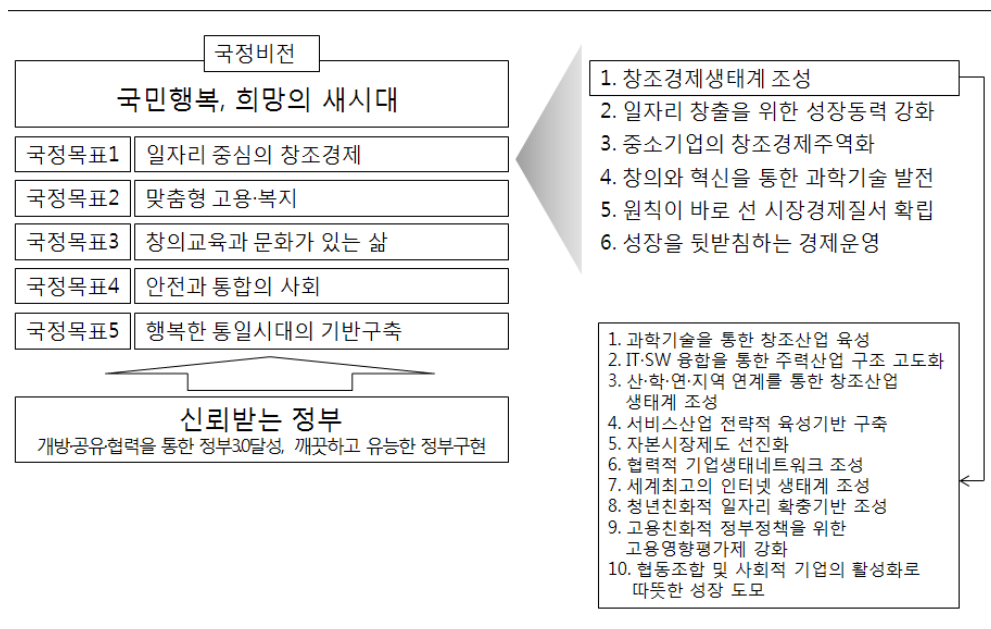 국정비전
국민행복, 희망의 새시대
국정목표1 일자리 중심의 창조경제
국정목표2 맞춤형 고용·복지
국정목표3 창의교육과 문화가 있는 삶
국정목표4 안전과 통합의 사회
국정목표5 행복한 통일시대의 기반구축
신뢰받는 정부
개방·공유·협력을 통한 정부3.0달성, 깨끗하고 유능한 정부구현
1. 창조경제생태계 조성
2. 일자리 창출을 위한 성장동력 강화
3. 중소기업의 창조경제주역화
4. 창의와 혁신을 통한 과학기술 발전
5. 원칙이 바로 선 시장경제질서 확립
6. 성장을 뒷받침하는 경제운영
1. 과학기술을 통한 창조산업 육성
2. IT·SW 융합을 통한 주력산업 구조 고도화
3. 산·학·연·지역 연계를 통한 창조산업
생태계 조성
4. 서비스산업 전략적 육성기반 구축
5. 자본시장제도 선진화
6. 협력적 기업생태네트워크 조성
7. 세계최고의 인터넷 생태계 조성
8. 청년친화적 일자리 확충기반 조성
9. 고용친화적 정부정책을 위한
고용영향평가제 강화
10. 협동조합 및 사회적 기업의 활성화로
따뜻한 성장 도모